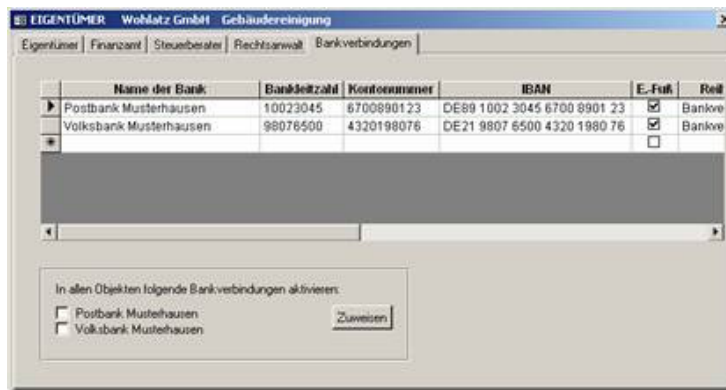 EIGENTÜMER Wohlatz GmbH Gebäudereinigung
Eigentümer Finanzamt Steuerberater Rechtsanwalt Bankverbindungen
Name der Bank Bankleitzahl Kontonummer IBAN E.-Fuß Reih
Postbank Musterhausen 10023045 6700890123 DE89 1002 3045 6700 8901 23 Bankve
Volksbank Musterhausen 98076500 4320198076 DE21 9807 6500 4320 1980 76 Bankve
In allen Objekten folgende Bankverbindungen aktivieren:
Postbank Musterhausen
Volksbank Musterhausen
Zuweisen